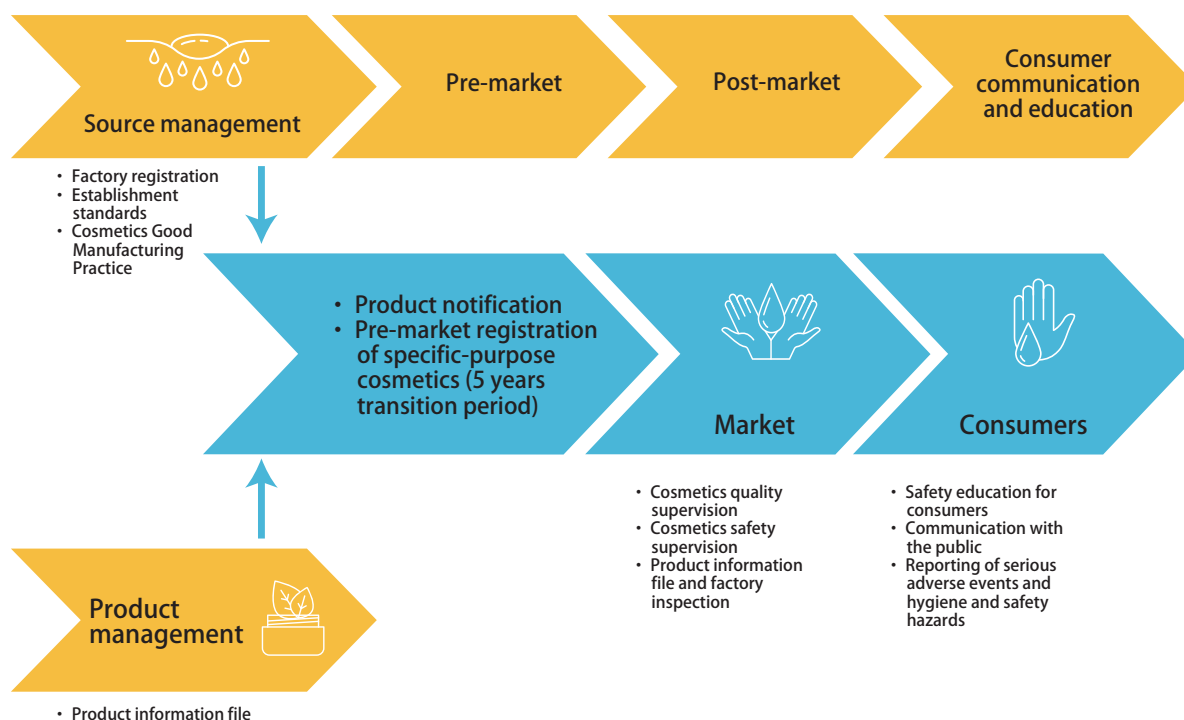 Source management
Pre-market
Post-market
Consumer
communication
and education
• Factory registration
• Establishment
standards
• Cosmetics Good
Manufacturing
Practice
• Product notification
• Pre-market registration
of specific-purpose
cosmetics (5 years
transition period)
Market
Consumers
• Cosmetics quality
supervision
• Cosmetics safety
supervision
• Product information
file and factory
inspection
• Safety education for
consumers
• Communication with
the public
• Reporting of serious
adverse events and
hygiene and safety
hazards
Product
management
• Product information file